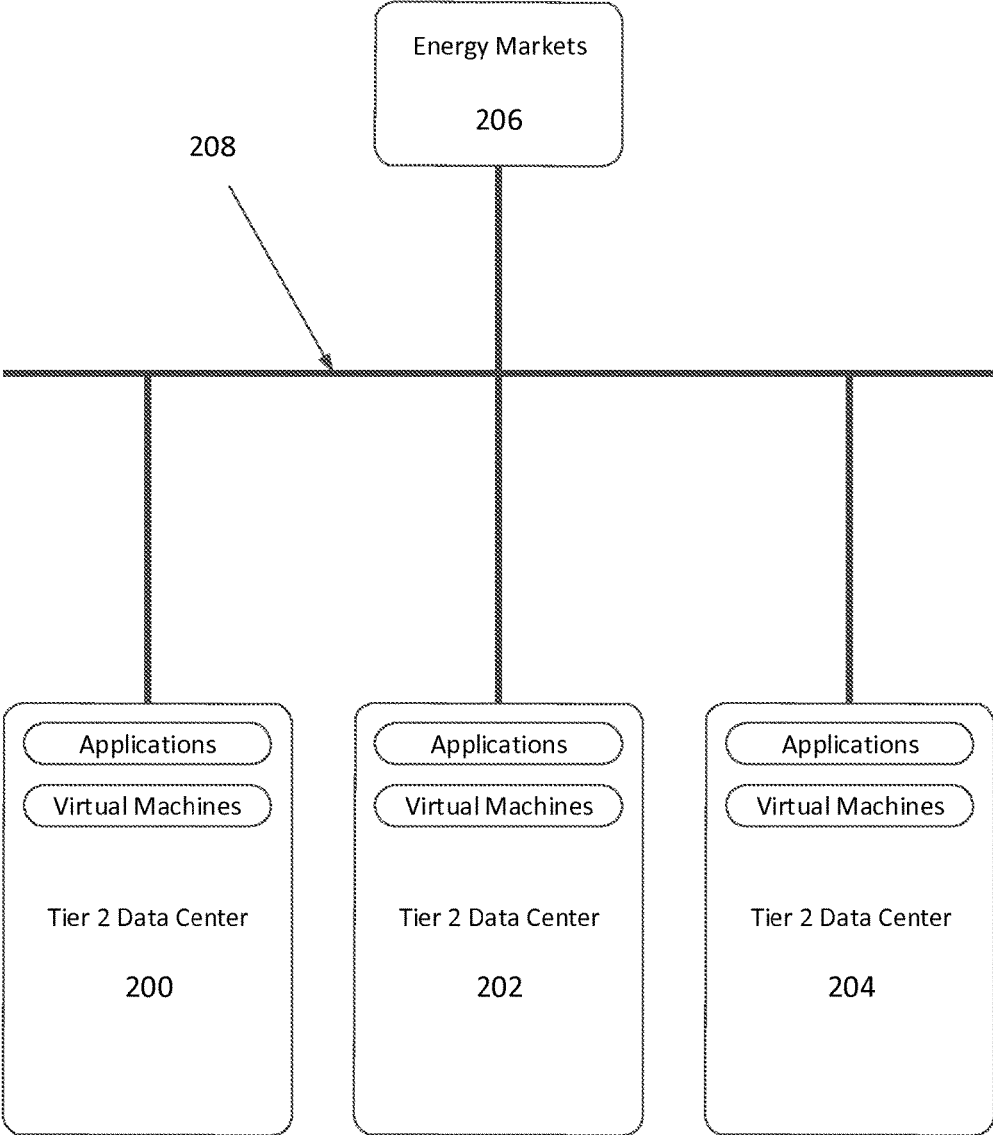 Energy Markets
206
208
Applications
Virtual Machines
Tier 2 Data Center
200
Applications
Virtual Machines
Tier 2 Data Center
202
Applications
Virtual Machines
Tier 2 Data Center
204